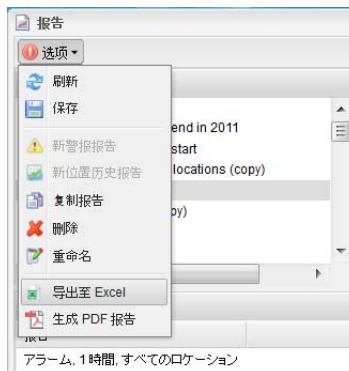 报告
选项
刷新
保存
end in 2011
新警报报告
start
新位置历史报告
locations (copy)
复制报告
删除
重命名
导出至 Excel
生成 PDF 报告
アラーム, 1時間, すべてのロケーション